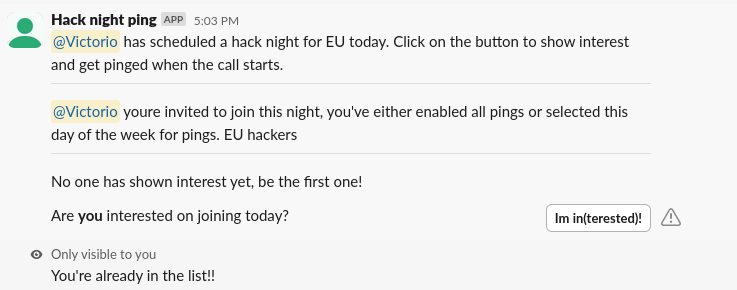 Hack night ping APP 5:03 PM
@Victorio has scheduled a hack night for EU today. Click on the button to show interest
and get pinged when the call starts.
@Victorio youre invited to join this night, you've either enabled all pings or selected this
day of the week for pings. EU hackers
No one has shown interest yet, be the first one!
Are you interested on joining today?
Im in(terested)!
Only visible to you
You're already in the list!!